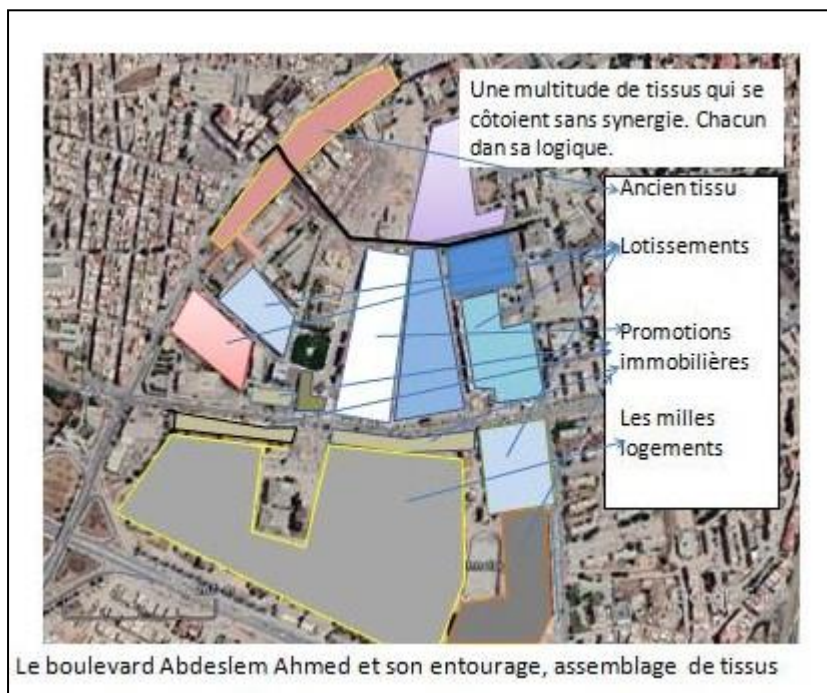 Une multitude de tissus qui se
côtoient sans synergie. Chacun
dan sa logique.
Ancien tissu
Lotissements
Promotions
immobilières
Les milles
logements
Le boulevard Abdeslem Ahmed et son entourage, assemblage de tissus